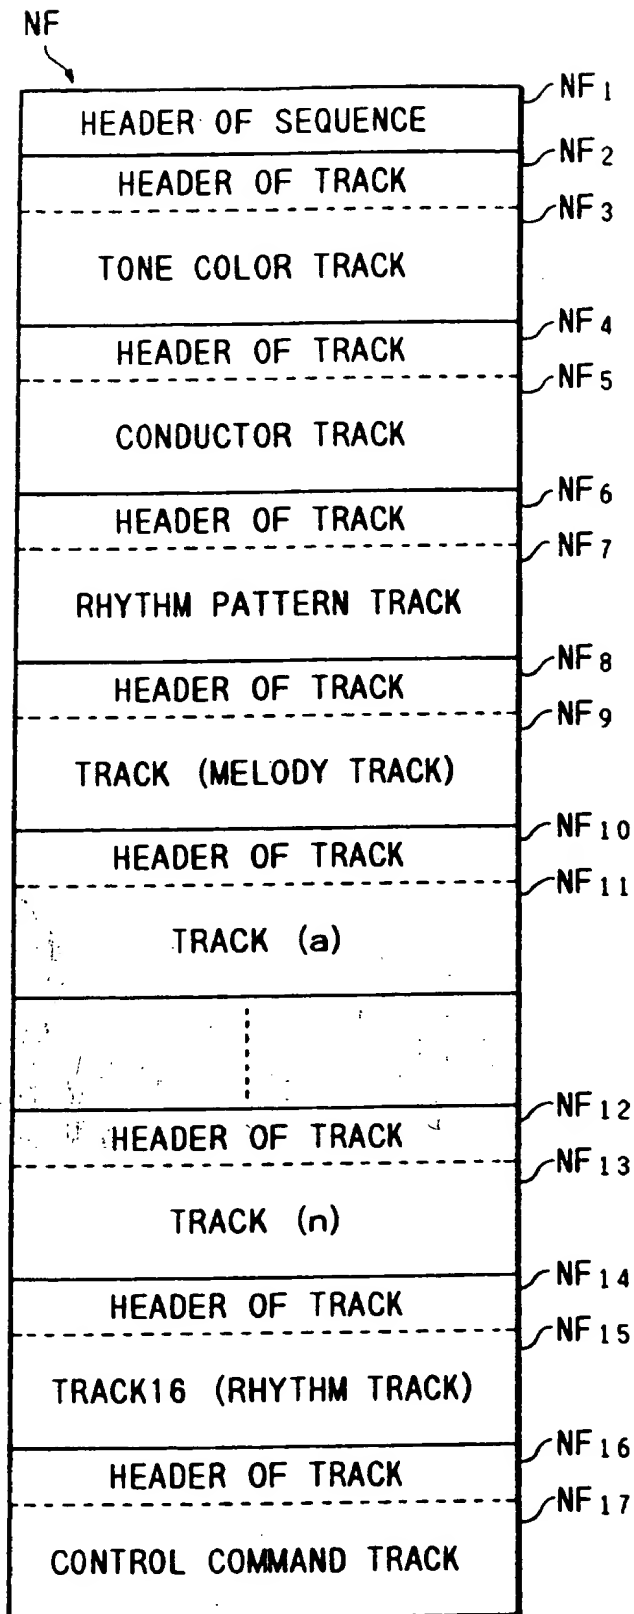 NF
HEADER OF SEQUENCE NF1
HEADER OF TRACK NF2
TONE COLOR TRACK NF3
HEADER OF TRACK NF4
CONDUCTOR TRACK NF5
HEADER OF TRACK NF6
RHYTHM PATTERN TRACK NF7
HEADER OF TRACK NF8
TRACK (MELODY TRACK) NF9
HEADER OF TRACK NF10
TRACK (a) NF11
HEADER OF TRACK NF12
TRACK (n) NF13
HEADER OF TRACK NF14
TRACK16 (RHYTHM TRACK) NF15
HEADER OF TRACK NF16
CONTROL COMMAND TRACK NF17